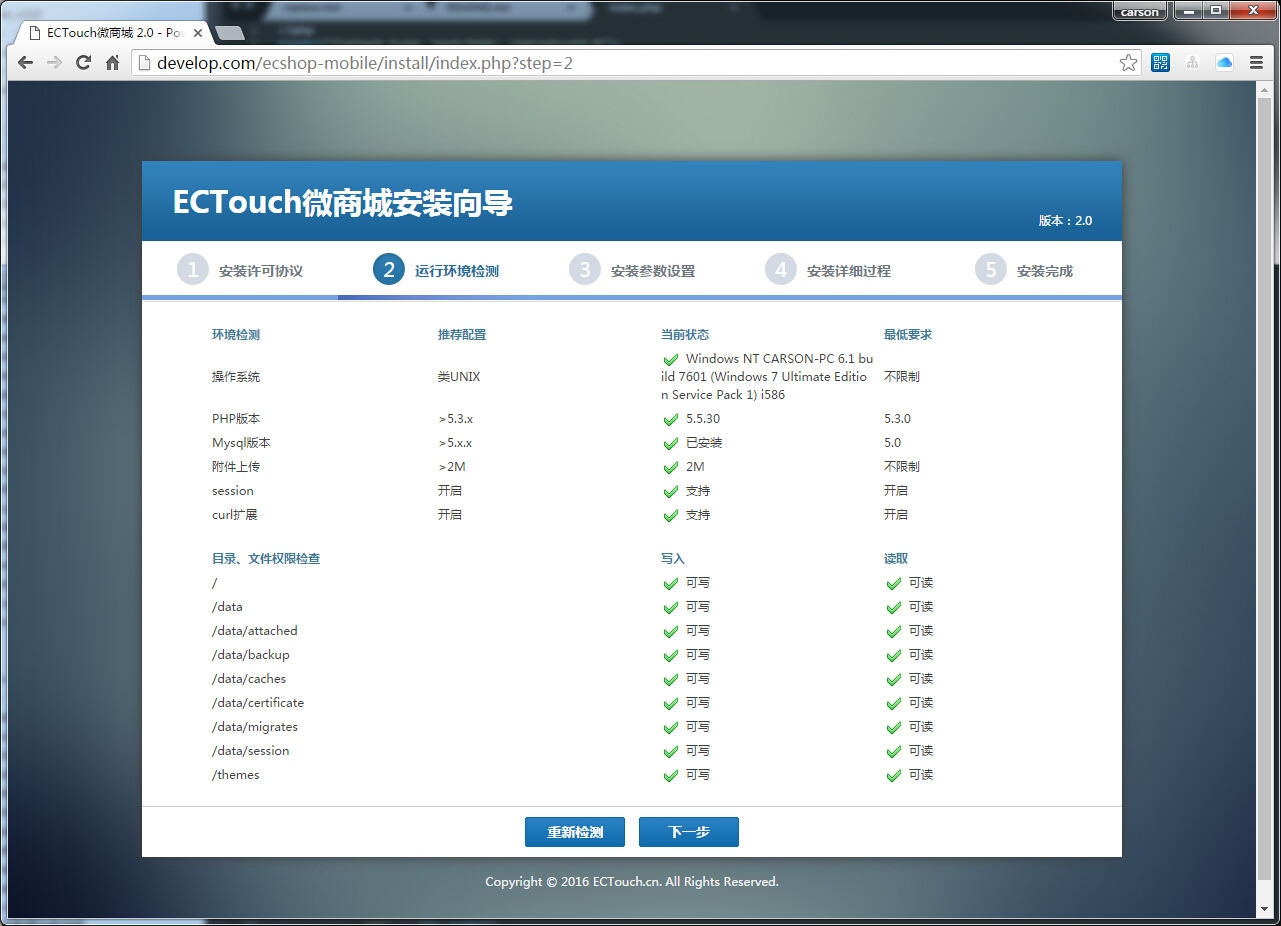 carson
ECTouch微商城 2.0 - Pow
develop.com/ecshop-mobile/install/index.php?step=2
ECTouch微商城安装向导
版本：2.0
1 安装许可协议 2 运行环境检测 3 安装参数设置 4 安装详细过程 5 安装完成
环境检测 推荐配置 当前状态 最低要求
操作系统 类UNIX Windows NT CARSON-PC 6.1 bu
ild 7601 (Windows 7 Ultimate Editio 不限制
n Service Pack 1) i586
PHP版本 >5.3.x 5.5.30 5.3.0
Mysql版本 >5.x.x 已安装 5.0
附件上传 >2M 2M 不限制
session 开启 支持 开启
curl扩展 开启 支持 开启
目录、文件权限检查 写入 读取
/ 可写 可读
/data 可写 可读
/data/attached 可写 可读
/data/backup 可写 可读
/data/caches 可写 可读
/data/certificate 可写 可读
/data/migrates 可写 可读
/data/session 可写 可读
/themes 可写 可读
重新检测 下一步
Copyright © 2016 ECTouch.cn. All Rights Reserved.